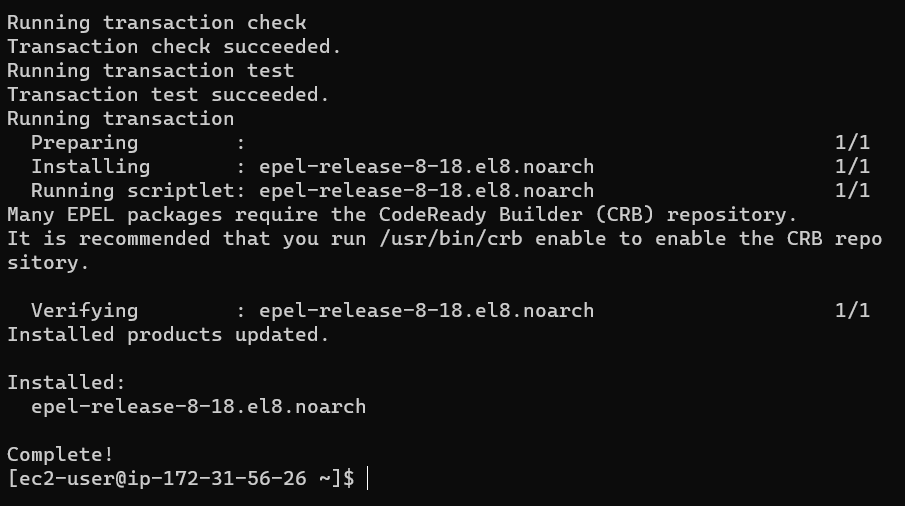 Running transaction check
Transaction check succeeded.
Running transaction test
Transaction test succeeded.
Running transaction
  Preparing        :                                                  1/1
  Installing       : epel-release-8-18.el8.noarch                     1/1
  Running scriptlet: epel-release-8-18.el8.noarch                     1/1
Many EPEL packages require the CodeReady Builder (CRB) repository.
It is recommended that you run /usr/bin/crb enable to enable the CRB repo
sitory.

  Verifying        : epel-release-8-18.el8.noarch                     1/1
Installed products updated.

Installed:
  epel-release-8-18.el8.noarch

Complete!
[ec2-user@ip-172-31-56-26 ~]$